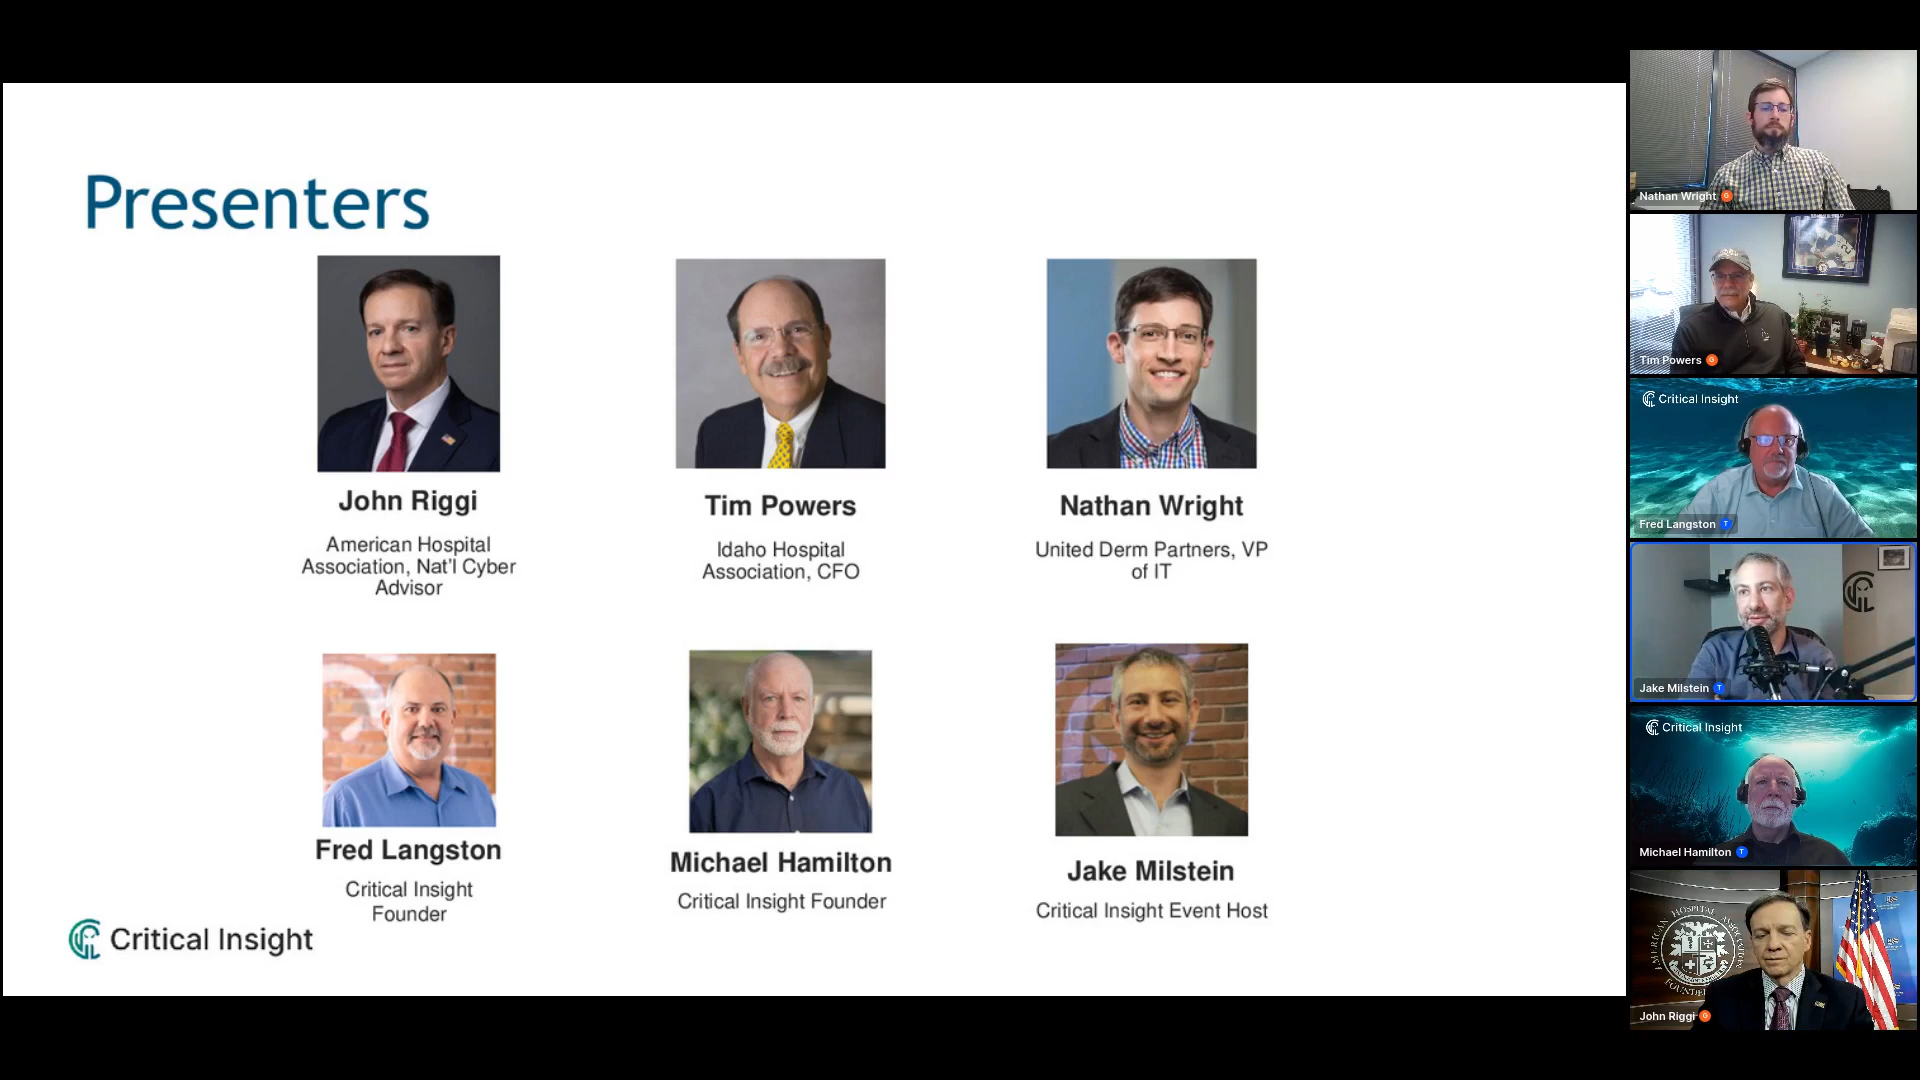 Presenters
John Riggi
American Hospital
Association, Nat'l Cyber
Advisor
Tim Powers
Idaho Hospital
Association, CFO
Nathan Wright
United Derm Partners, VP
of IT
Fred Langston
Critical Insight
Founder
Michael Hamilton
Critical Insight Founder
Jake Milstein
Critical Insight Event Host
Critical Insight
Nathan Wright G
Tim Powers G
Critical Insight
Fred Langston T
Jake Milstein T
Critical Insight
Michael Hamilton T
AMERICAN HOSPITAL ASSOCIATION
John Riggi G